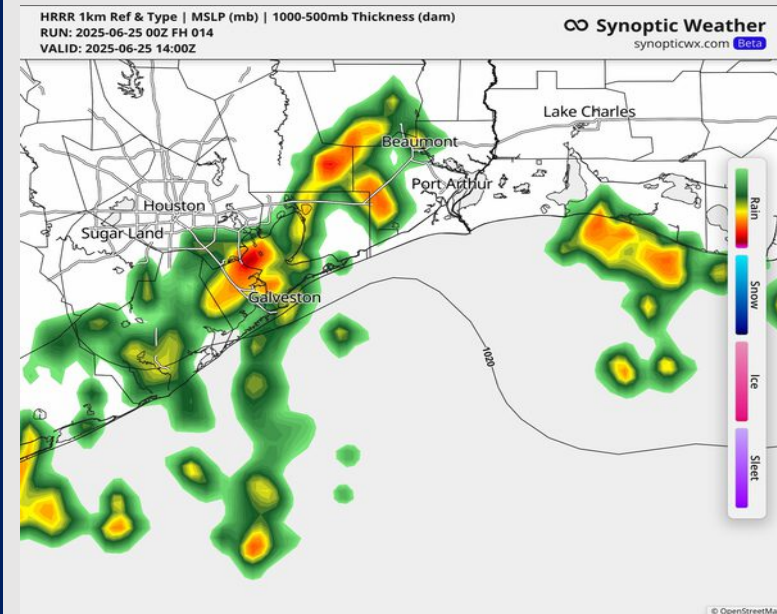 HRRR 1km Ref & Type | MSLP (mb) | 1000-500mb Thickness (dam)
RUN: 2025-06-25 00Z FH 014
VALID: 2025-06-25 14:00Z
Synoptic Weather
synopticwx.com Beta
Lake Charles
Beaumont
Port Arthur
Houston
Sugar Land
Galveston
1020
Rain
Snow
Ice
Sleet
© OpenStreetMa